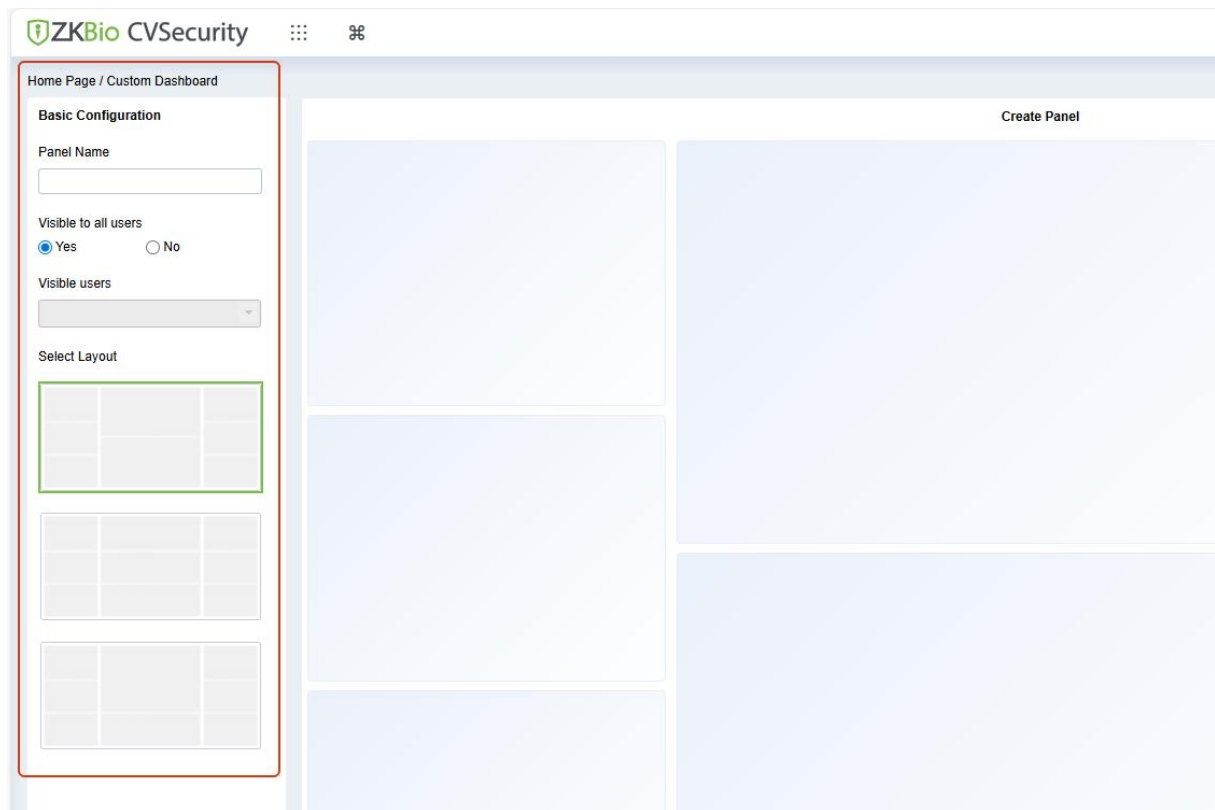 ZKBio CVSecurity
Home Page / Custom Dashboard
Basic Configuration
Create Panel
Panel Name
Visible to all users
Yes No
Visible users
Select Layout